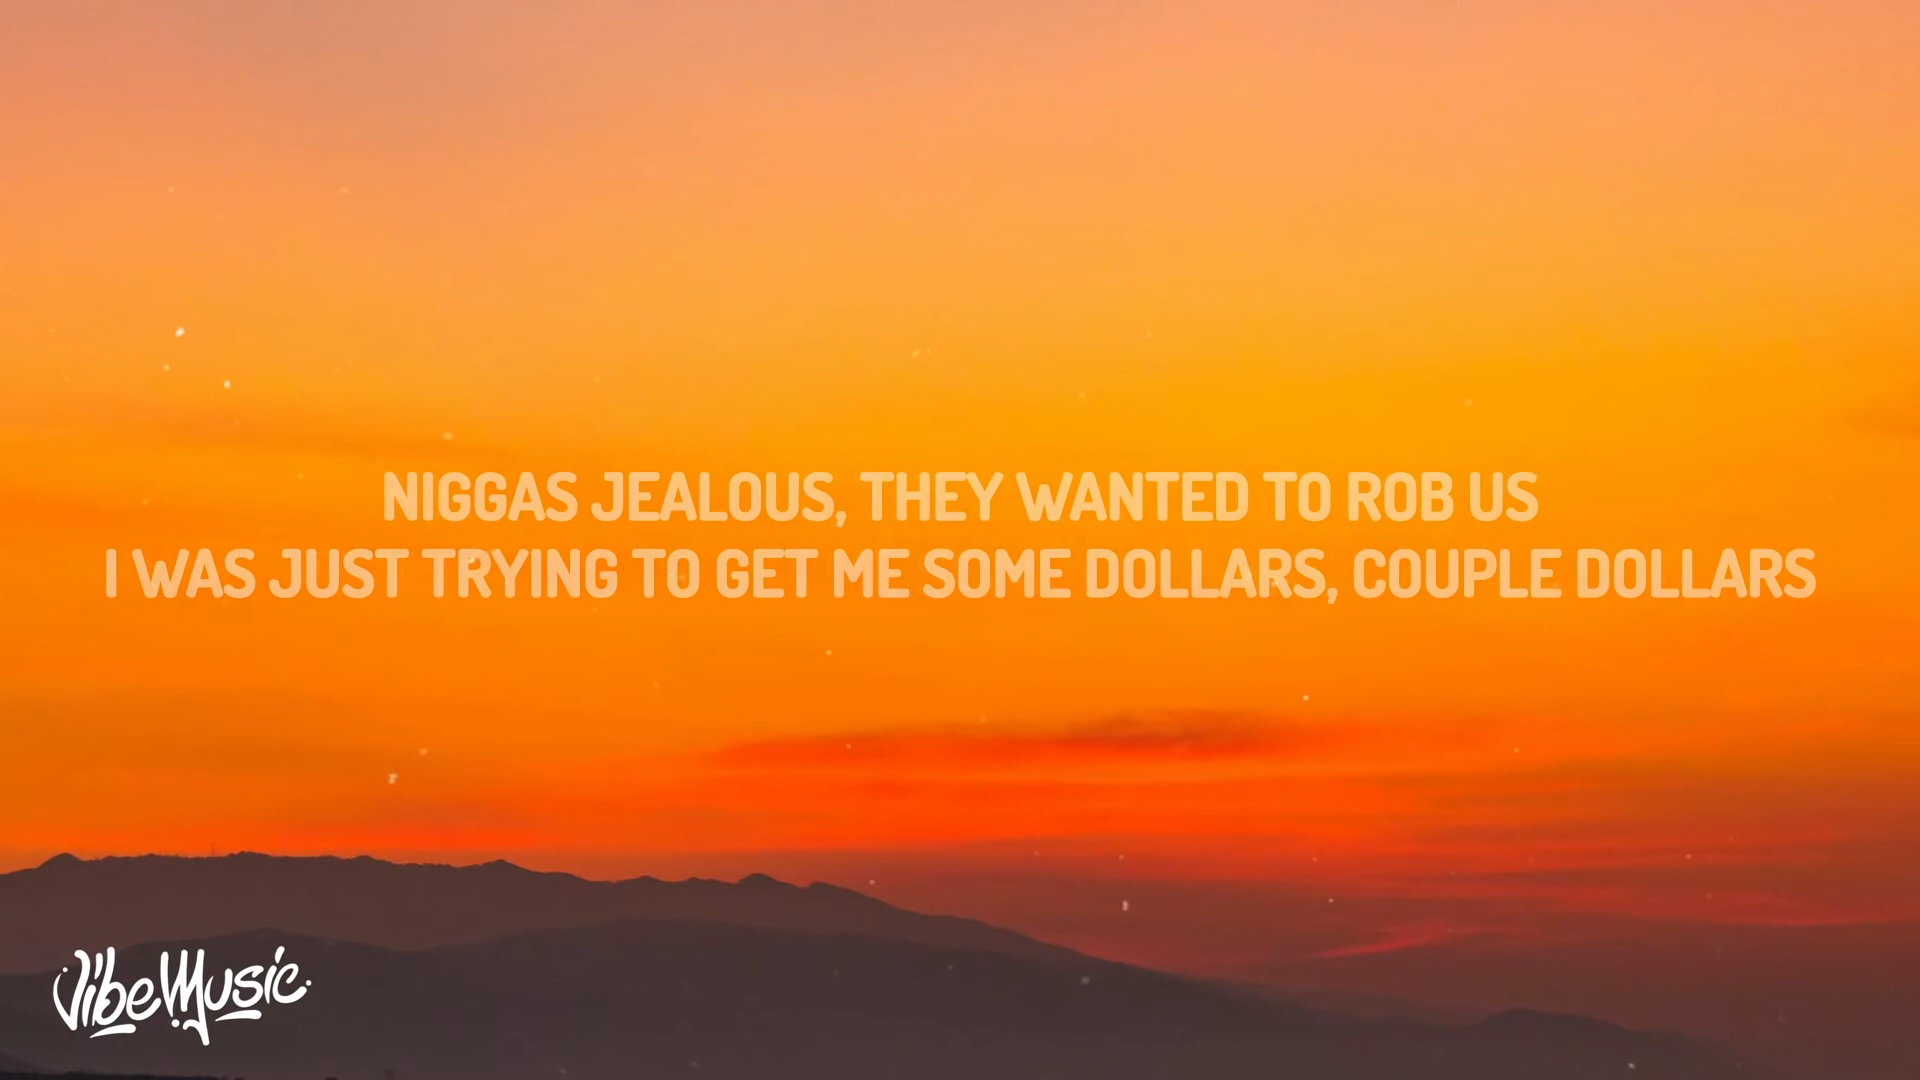 NIGGAS JEALOUS, THEY WANTED TO ROB US
I WAS JUST TRYING TO GET ME SOME DOLLARS, COUPLE DOLLARS
VibeMusic